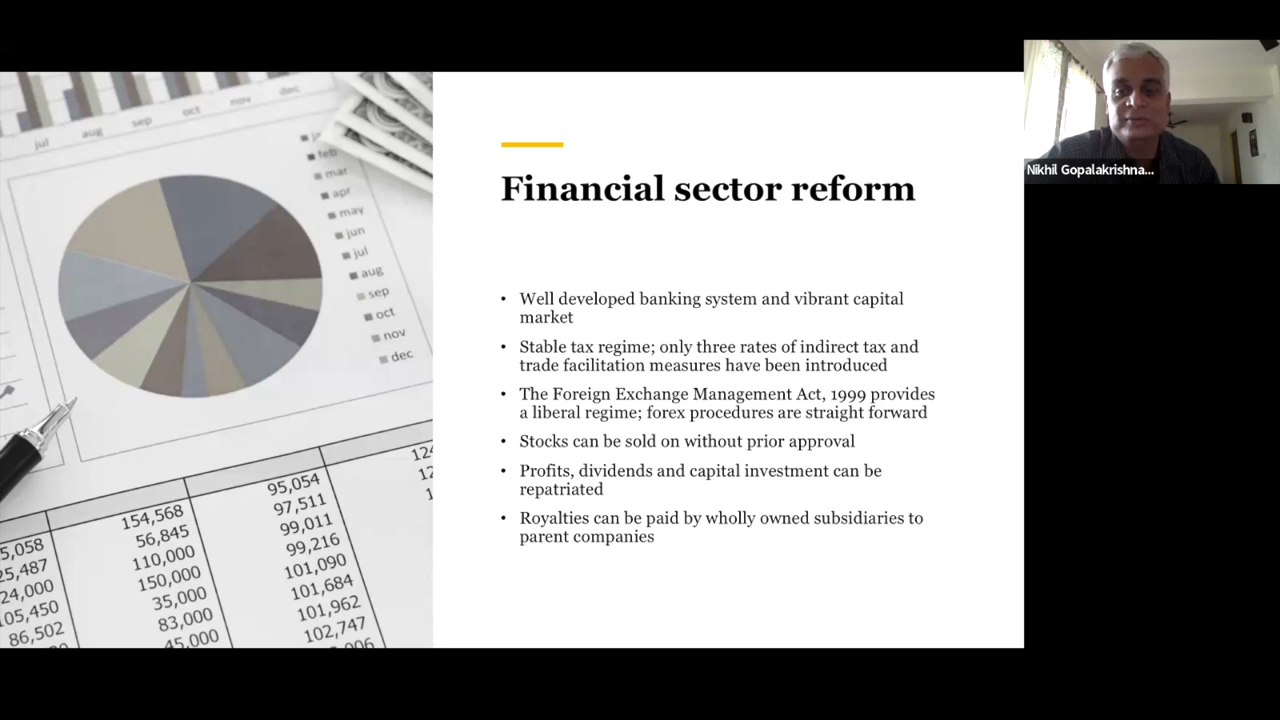 Financial sector reform
• Well developed banking system and vibrant capital
market
• Stable tax regime; only three rates of indirect tax and
trade facilitation measures have been introduced
• The Foreign Exchange Management Act, 1999 provides
a liberal regime; forex procedures are straight forward
• Stocks can be sold on without prior approval
• Profits, dividends and capital investment can be
repatriated
• Royalties can be paid by wholly owned subsidiaries to
parent companies
Nikhil Gopalakrishna...
jul aug sep oct nov dec
feb
mar
apr
may
jun
jul
aug
sep
oct
nov
dec
154,568 95,054
56,845 97,511
25,487 110,000 99,011
24,000 150,000 99,216
105,450 35,000 101,090
86,502 83,000 101,684
45,000 101,962
102,747